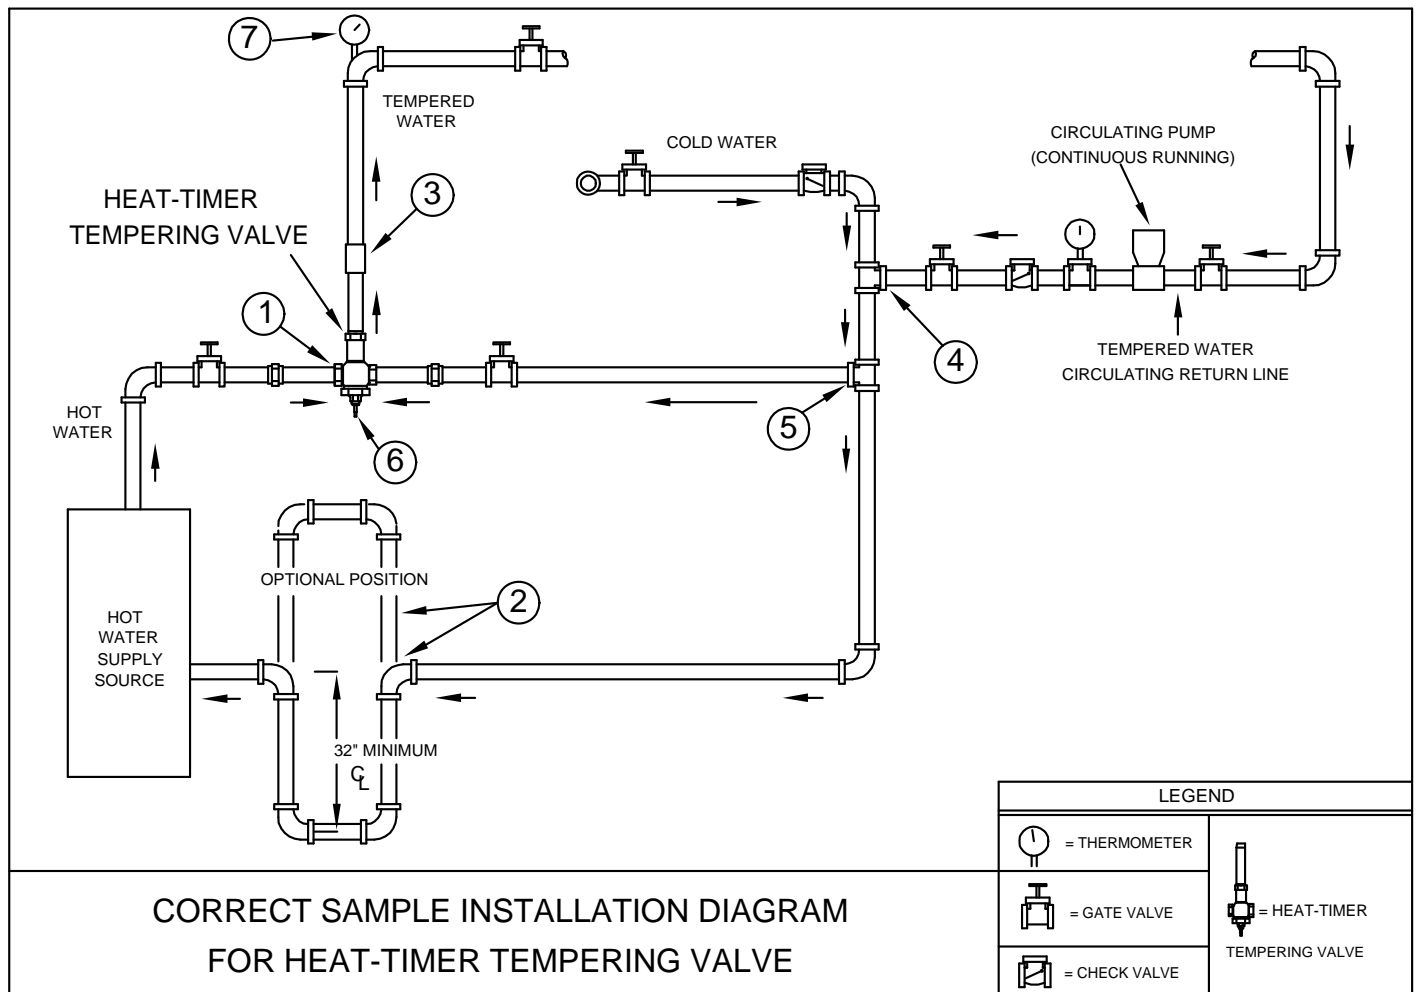 7
TEMPERED
WATER
COLD WATER
CIRCULATING PUMP
(CONTINUOUS RUNNING)
HEAT-TIMER
TEMPERING VALVE
3
1
4
TEMPERED WATER
CIRCULATING RETURN LINE
HOT
WATER
5
6
OPTIONAL POSITION
2
HOT
WATER
SUPPLY
SOURCE
32" MINIMUM
℄
LEGEND
= THERMOMETER
= GATE VALVE
= CHECK VALVE
= HEAT-TIMER
TEMPERING VALVE
CORRECT SAMPLE INSTALLATION DIAGRAM
FOR HEAT-TIMER TEMPERING VALVE